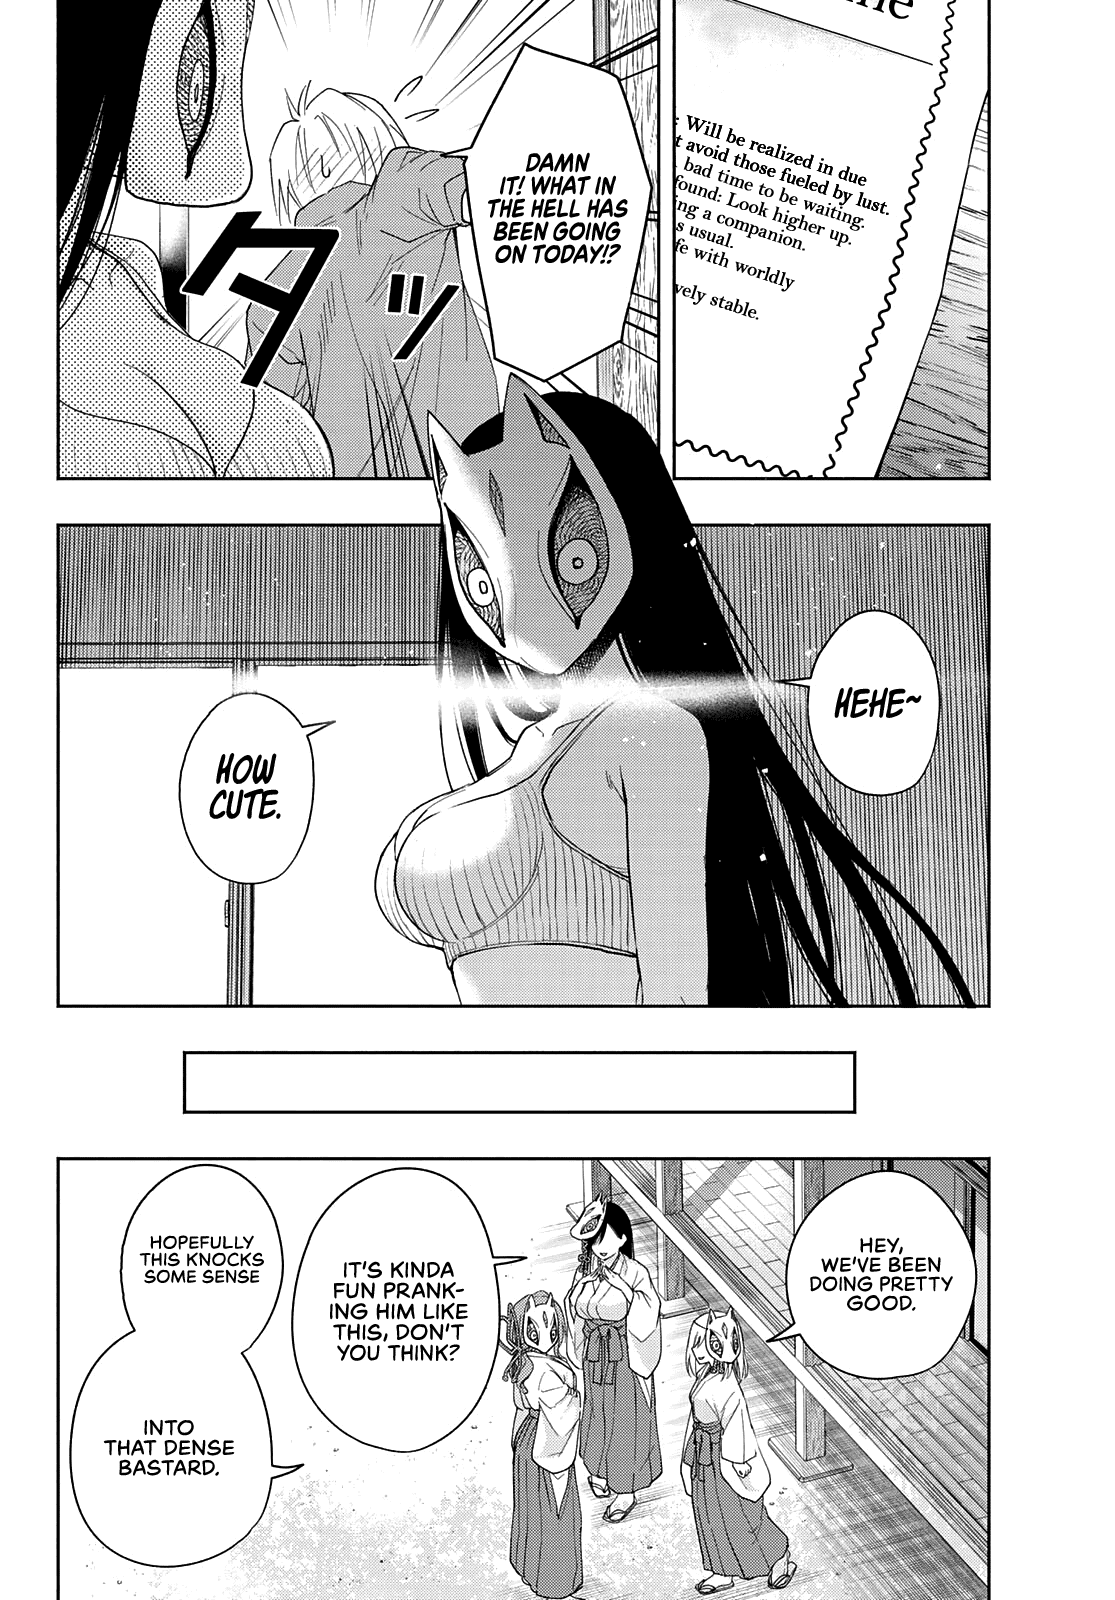 : Will be realized in due
avoid those fueled by lust.
bad time to be waiting.
found: Look higher up.
ing a companion.
s usual.
fe with worldly
vely stable.
DAMN
IT! WHAT IN
THE HELL HAS
BEEN GOING
ON TODAY!?
タッ
HEHE~
HOW
CUTE.
HEY,
WE'VE BEEN
DOING PRETTY
GOOD.
IT'S KINDA
FUN PRANK-
ING HIM LIKE
THIS, DON'T
YOU THINK?
HOPEFULLY
THIS KNOCKS
SOME SENSE
INTO
THAT DENSE
BASTARD.